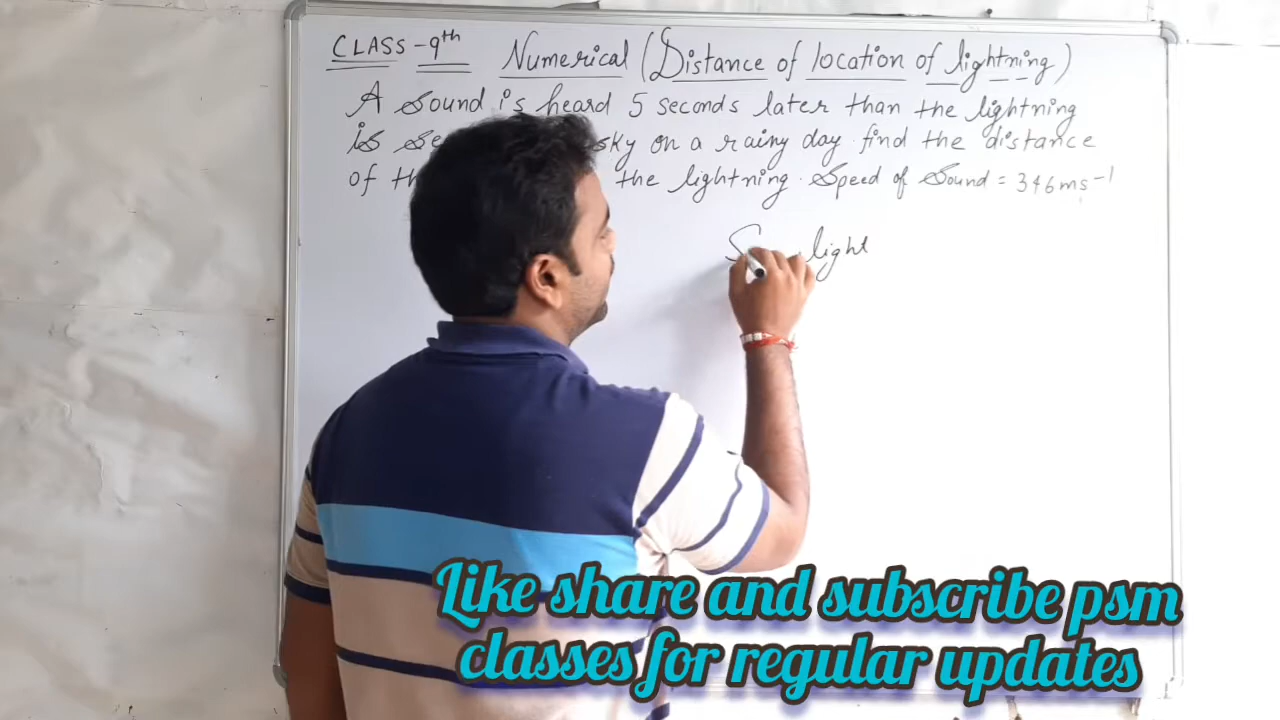 CLASS-9th Numerical (Distance of location of lightning)
A sound is heard 5 seconds later than the lightning
is sky on a rainy day find the distance
of the lightning. Speed of Sound = 346 ms-1
light
Like share and subscribe psm
classes for regular updates